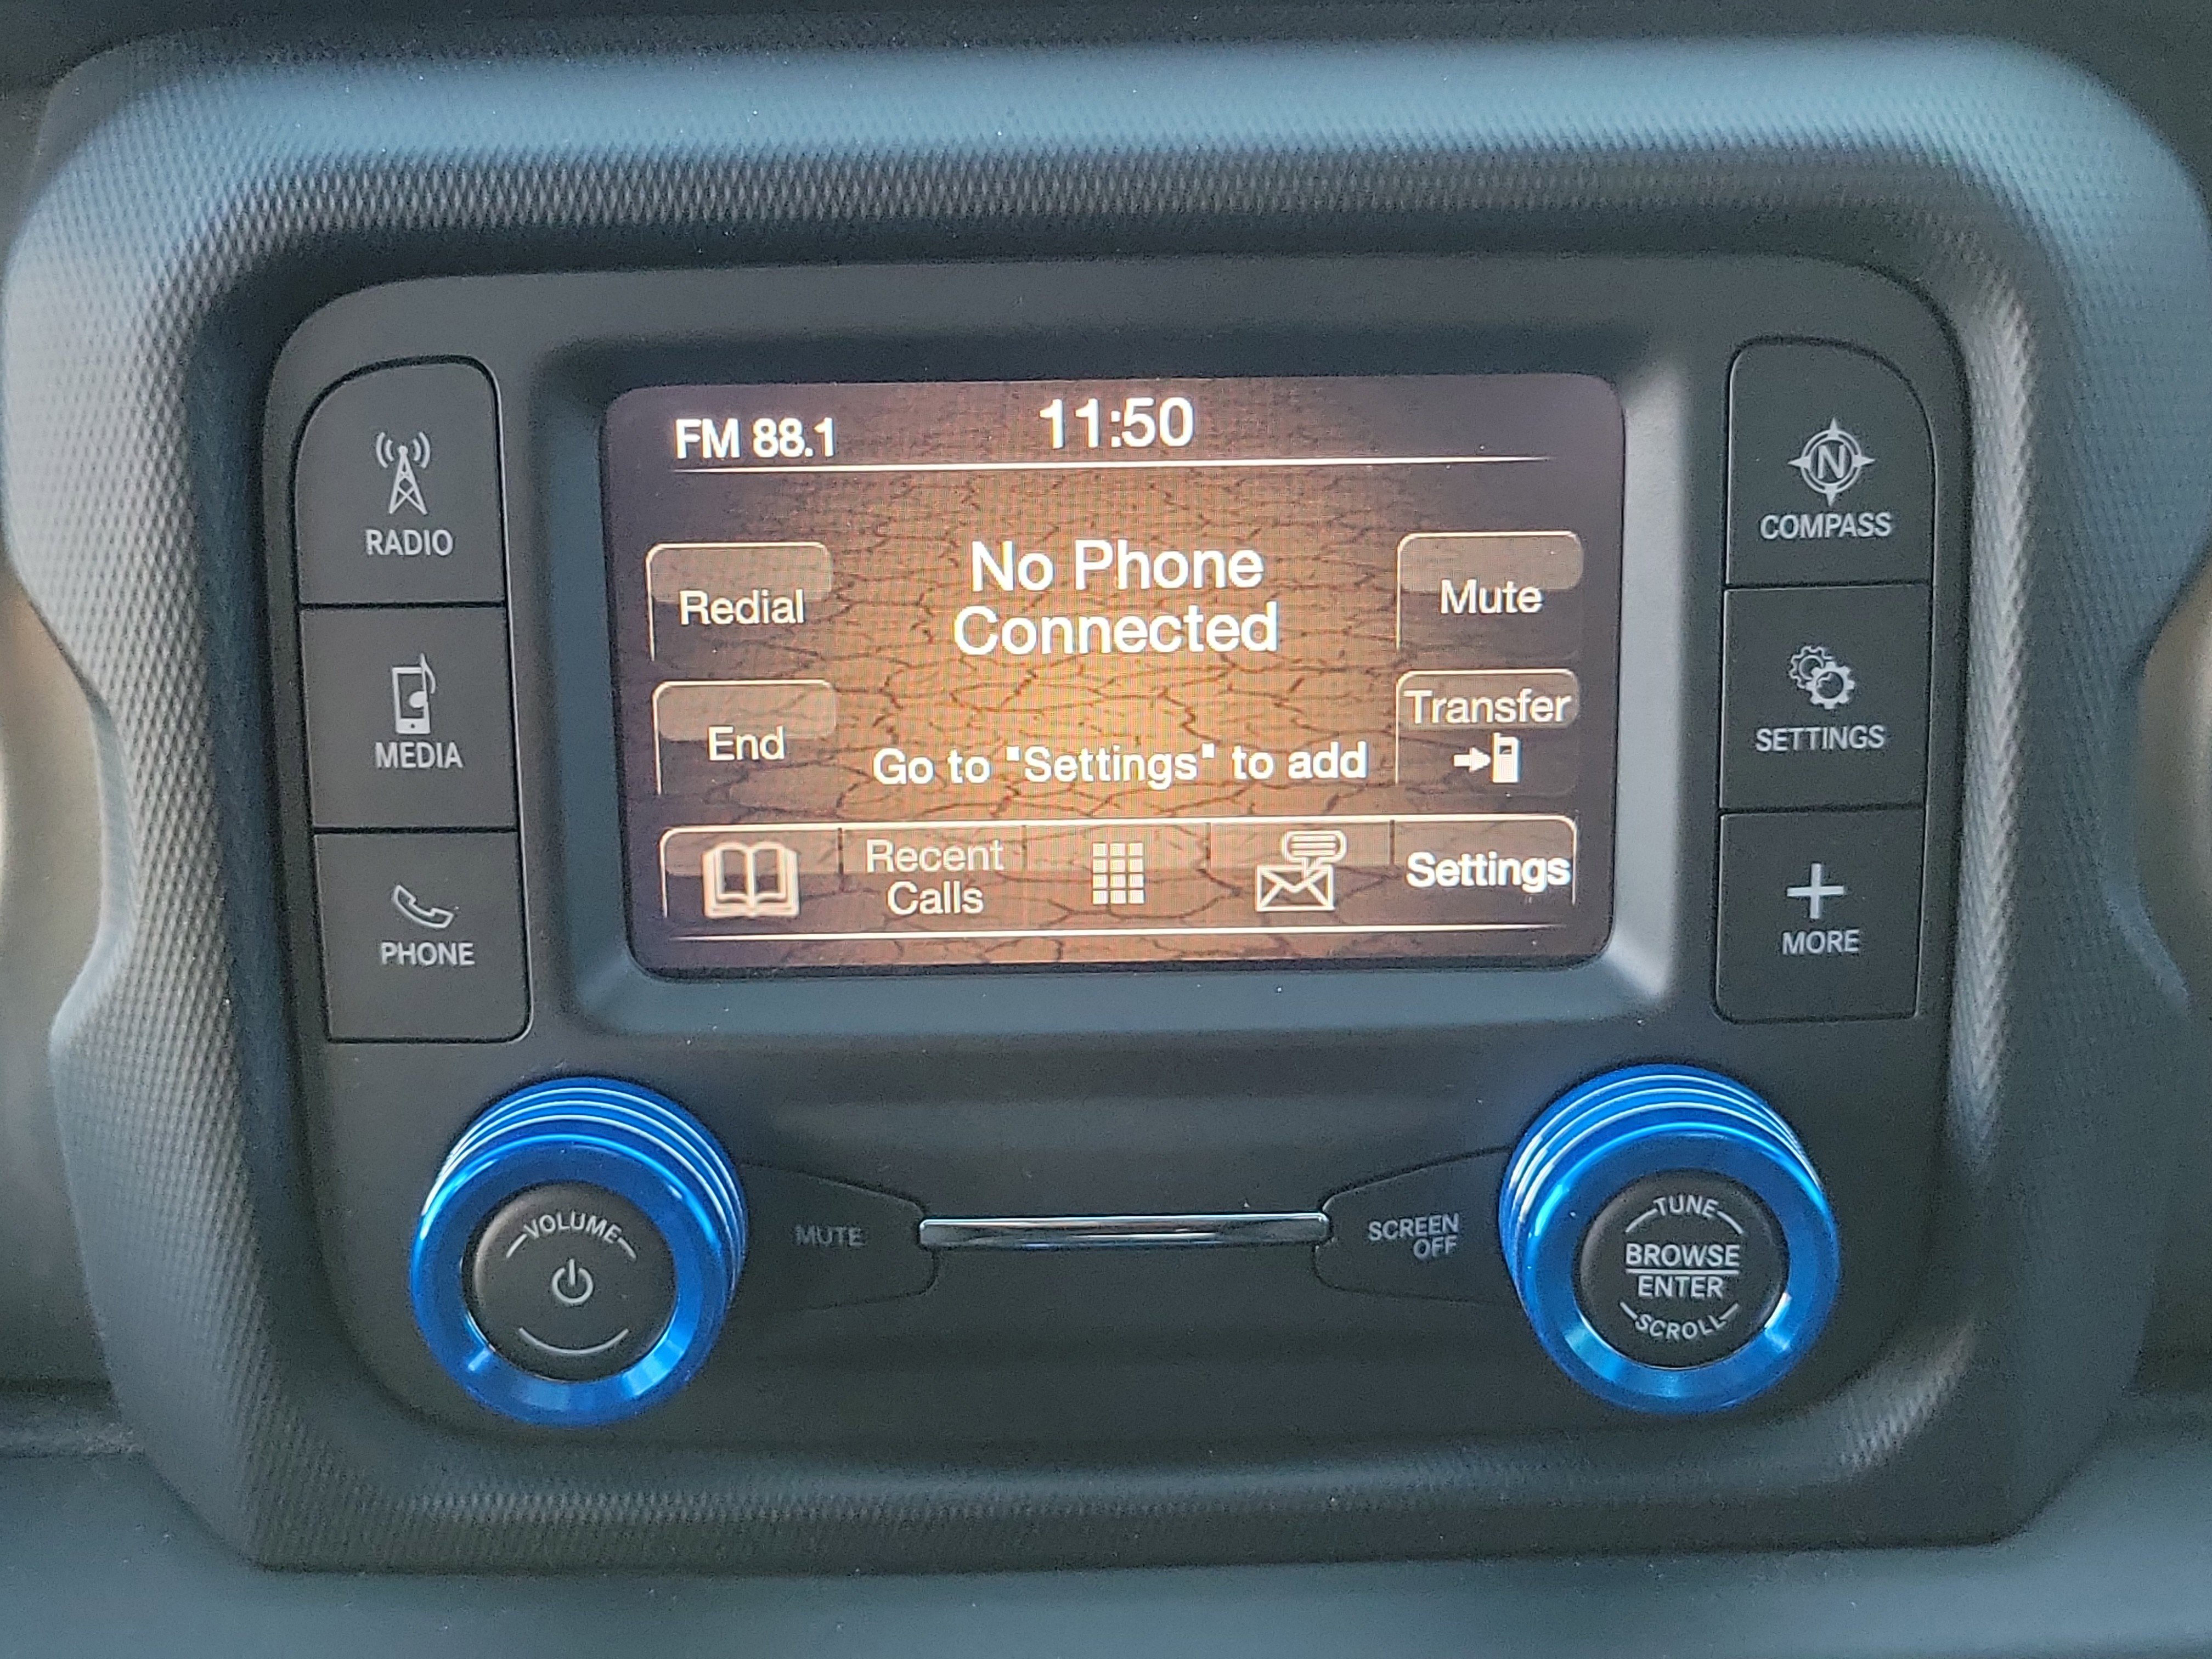 RADIO
MEDIA
PHONE
FM 88.1
11:50
Redial
No Phone
Connected
Mute
End
Go to "Settings" to add
Transfer
Recent
Calls
Settings
N
COMPASS
SETTINGS
MORE
VOLUME
MUTE
SCREEN
OFF
TUNE
BROWSE
ENTER
SCROLL